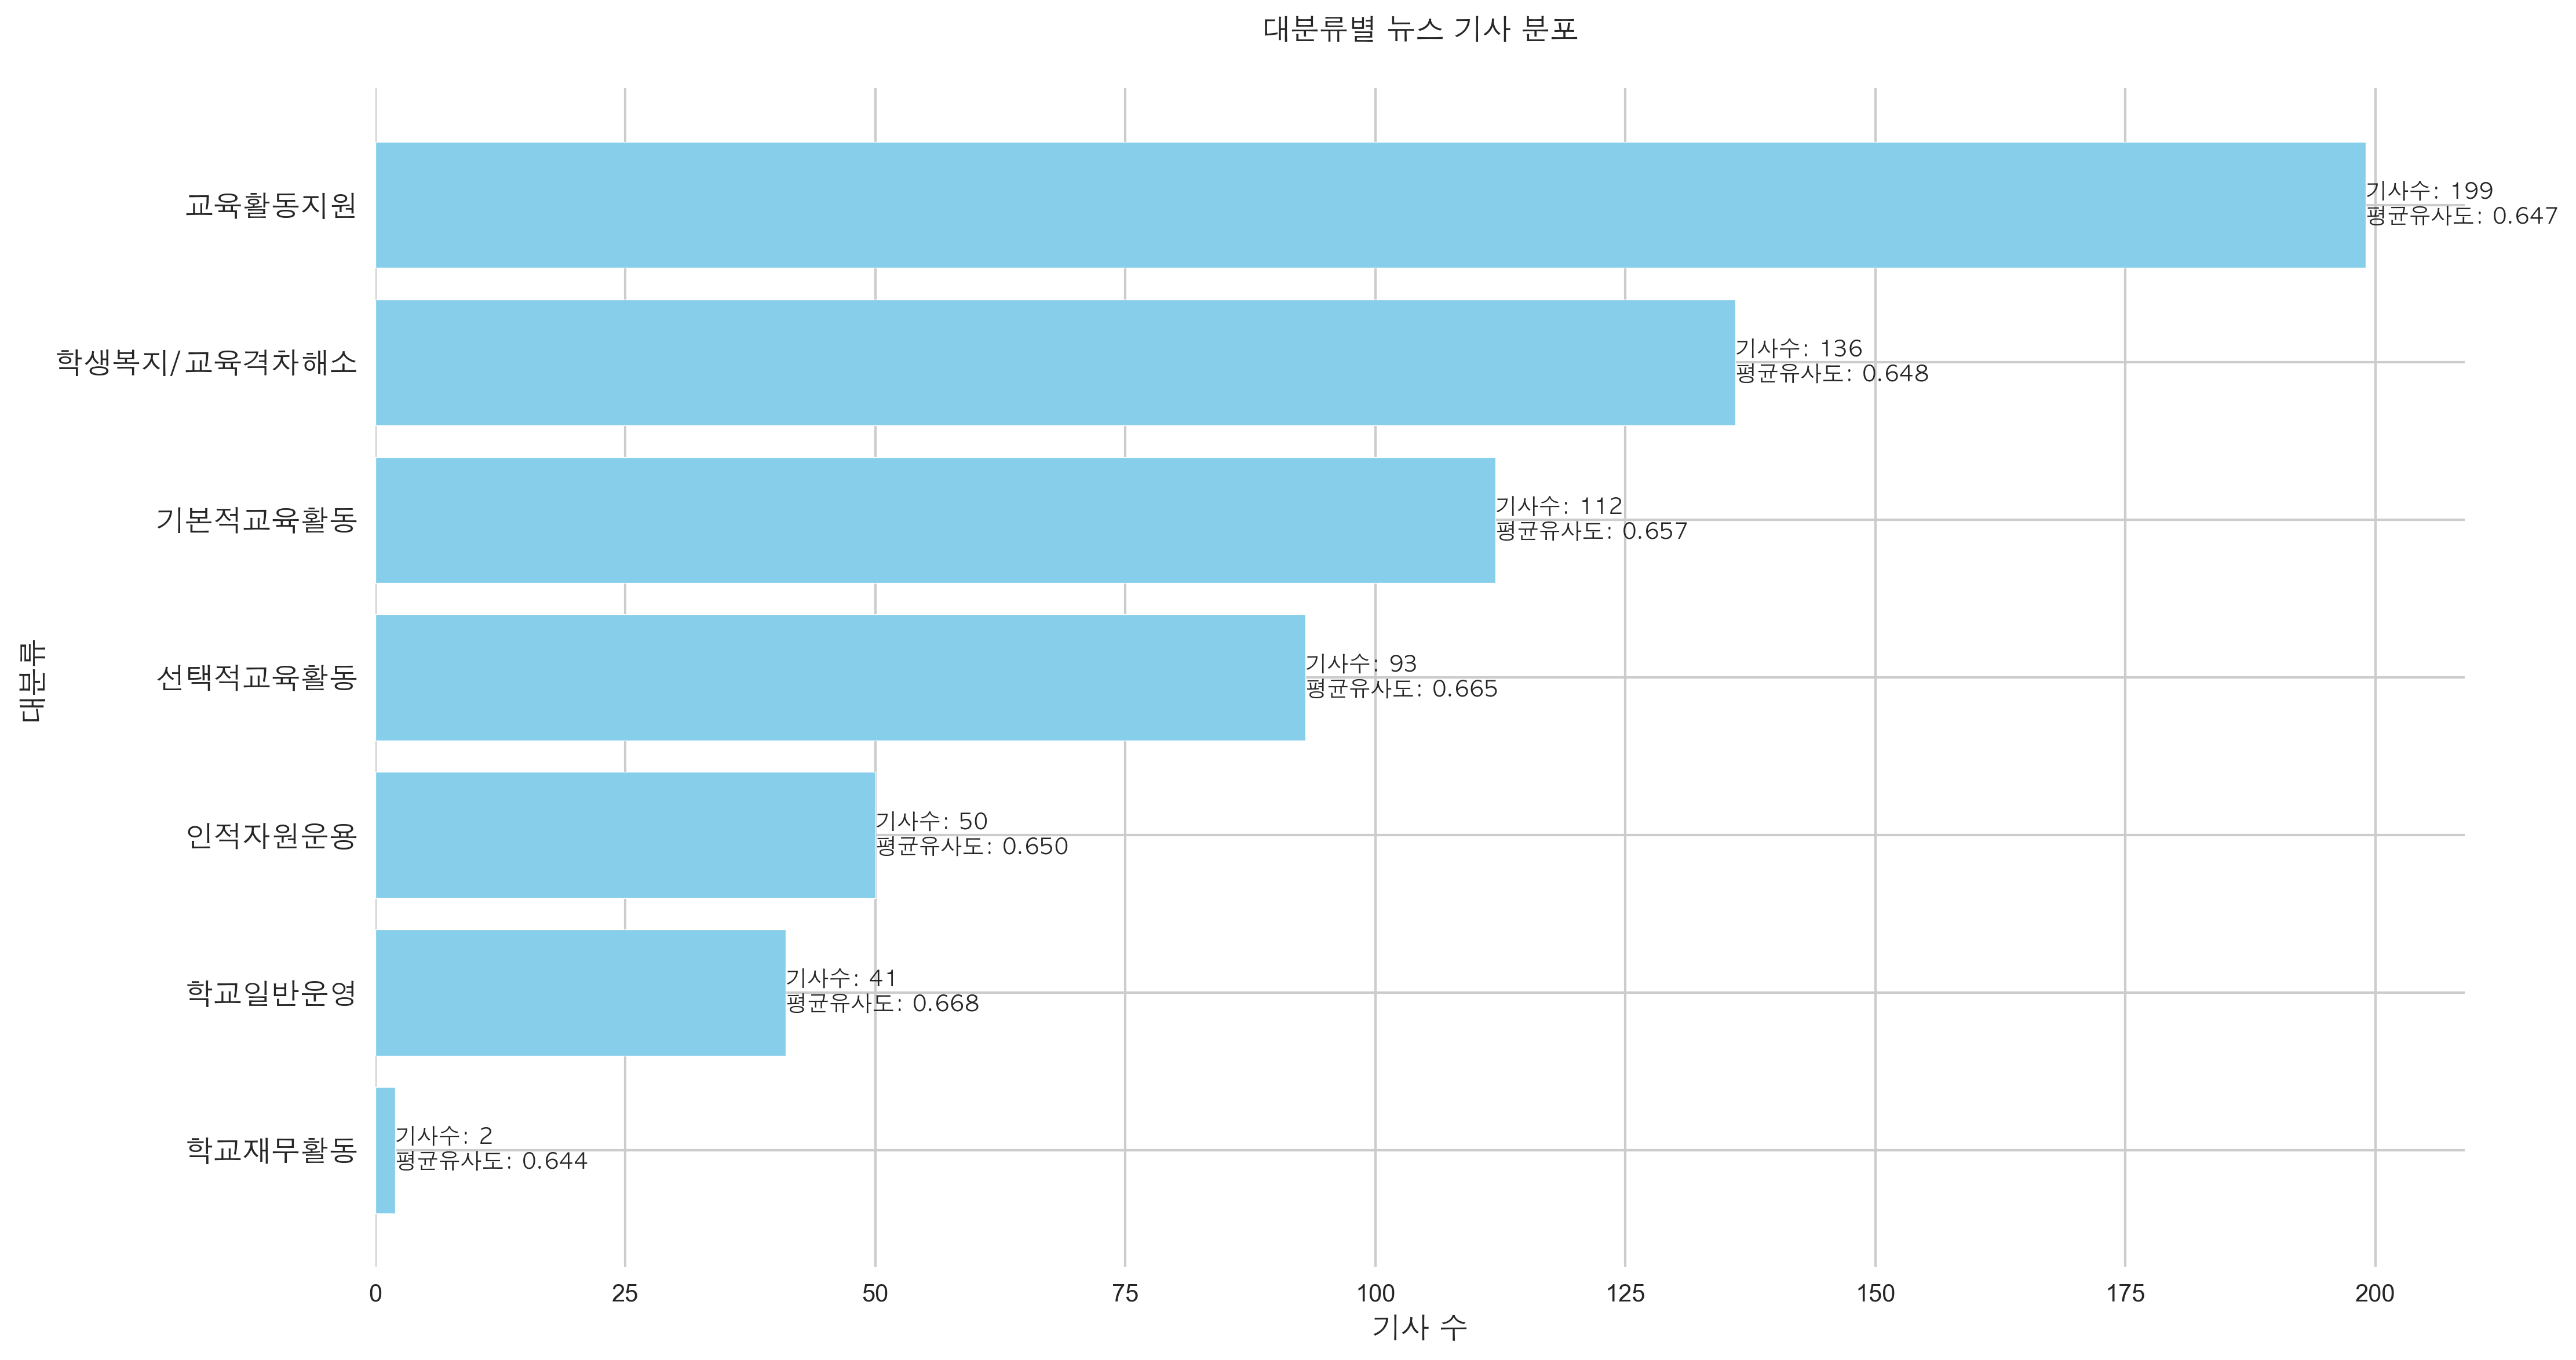 대분류별 뉴스 기사 분포
교육활동지원
기사수: 199
평균유사도: 0.647
학생복지/교육격차해소
기사수: 136
평균유사도: 0.648
기본적교육활동
기사수: 112
평균유사도: 0.657
선택적교육활동
기사수: 93
평균유사도: 0.665
인적자원운용
기사수: 50
평균유사도: 0.650
학교일반운영
기사수: 41
평균유사도: 0.668
학교재무활동
기사수: 2
평균유사도: 0.644
대분류
0 25 50 75 100 125 150 175 200
기사 수